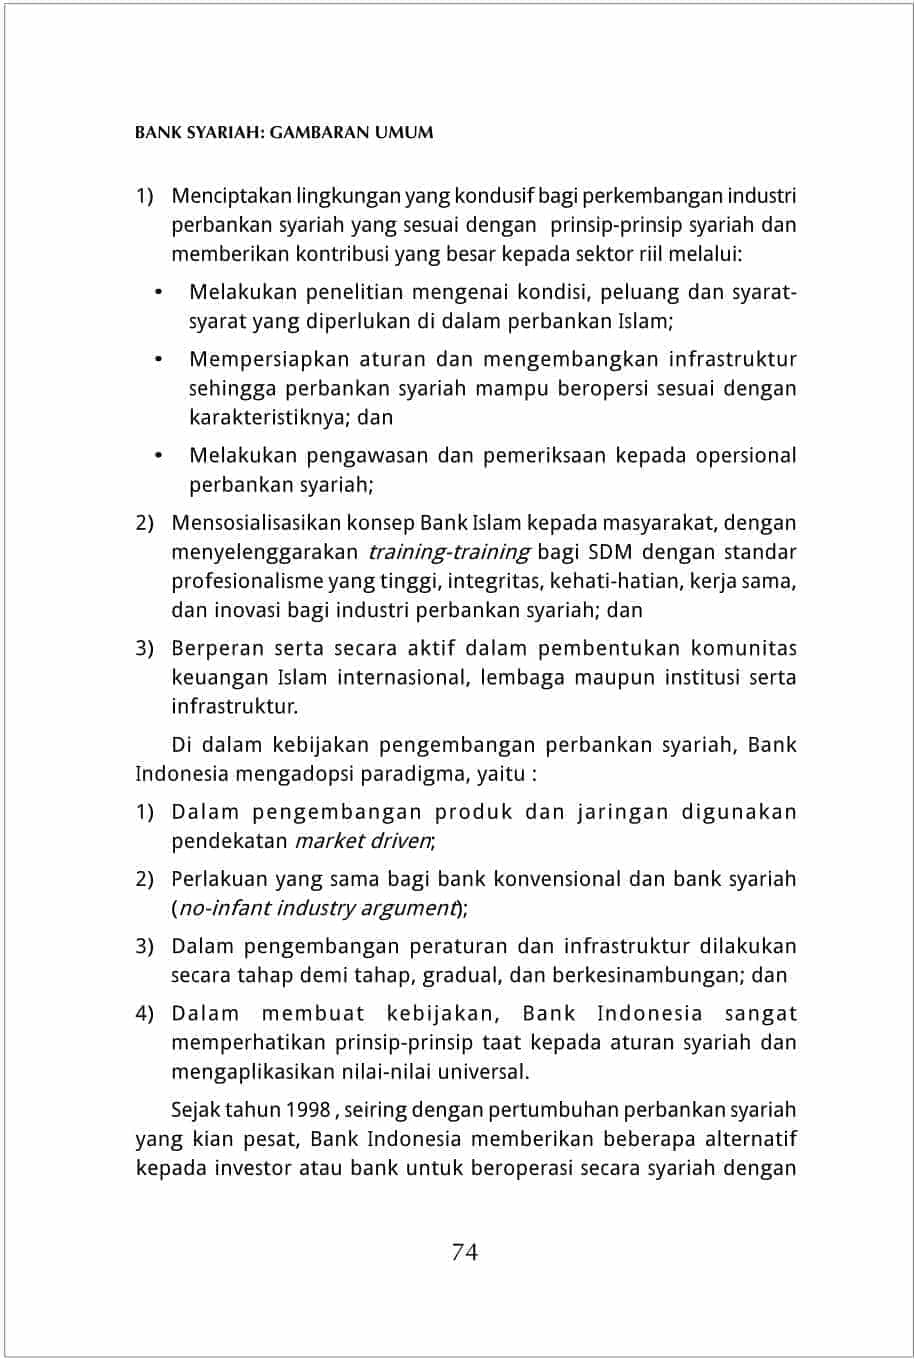 BANK SYARIAH: GAMBARAN UMUM
1) Menciptakan lingkungan yang kondusif bagi perkembangan industri
perbankan syariah yang sesuai dengan prinsip-prinsip syariah dan
memberikan kontribusi yang besar kepada sektor riil melalui:
• Melakukan penelitian mengenai kondisi, peluang dan syarat-
syarat yang diperlukan di dalam perbankan Islam;
• Mempersiapkan aturan dan mengembangkan infrastruktur
sehingga perbankan syariah mampu beropersi sesuai dengan
karakteristiknya; dan
• Melakukan pengawasan dan pemeriksaan kepada opersional
perbankan syariah;
2) Mensosialisasikan konsep Bank Islam kepada masyarakat, dengan
menyelenggarakan training-training bagi SDM dengan standar
profesionalisme yang tinggi, integritas, kehati-hatian, kerja sama,
dan inovasi bagi industri perbankan syariah; dan
3) Berperan serta secara aktif dalam pembentukan komunitas
keuangan Islam internasional, lembaga maupun institusi serta
infrastruktur.
Di dalam kebijakan pengembangan perbankan syariah, Bank
Indonesia mengadopsi paradigma, yaitu :
1) Dalam pengembangan produk dan jaringan digunakan
pendekatan market driven;
2) Perlakuan yang sama bagi bank konvensional dan bank syariah
(no-infant industry argument);
3) Dalam pengembangan peraturan dan infrastruktur dilakukan
secara tahap demi tahap, gradual, dan berkesinambungan; dan
4) Dalam membuat kebijakan, Bank Indonesia sangat
memperhatikan prinsip-prinsip taat kepada aturan syariah dan
mengaplikasikan nilai-nilai universal.
Sejak tahun 1998 , seiring dengan pertumbuhan perbankan syariah
yang kian pesat, Bank Indonesia memberikan beberapa alternatif
kepada investor atau bank untuk beroperasi secara syariah dengan
74